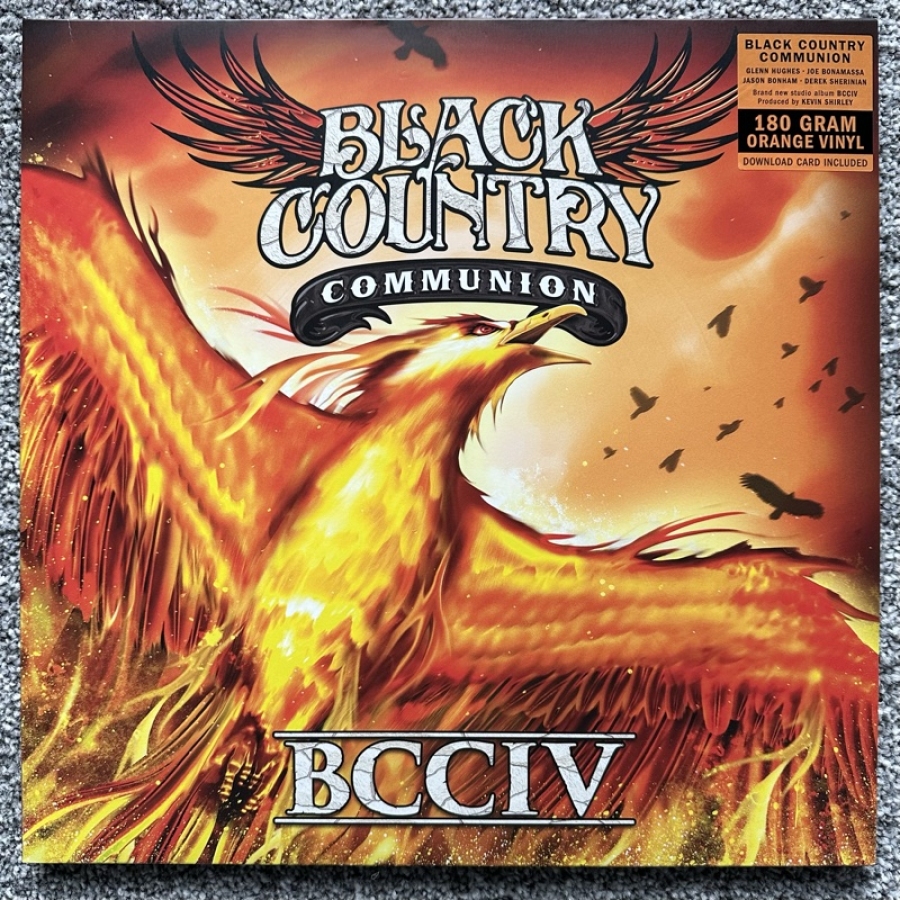 BLACK
COUNTRY
COMMUNION
BLACK COUNTRY
COMMUNION
GLENN HUGHES · JOE BONAMASSA
JASON BONHAM · DEREK SHERINIAN
Brand new studio album BCCIV
Produced by KEVIN SHIRLEY
180 GRAM
ORANGE VINYL
DOWNLOAD CARD INCLUDED
BCCIV